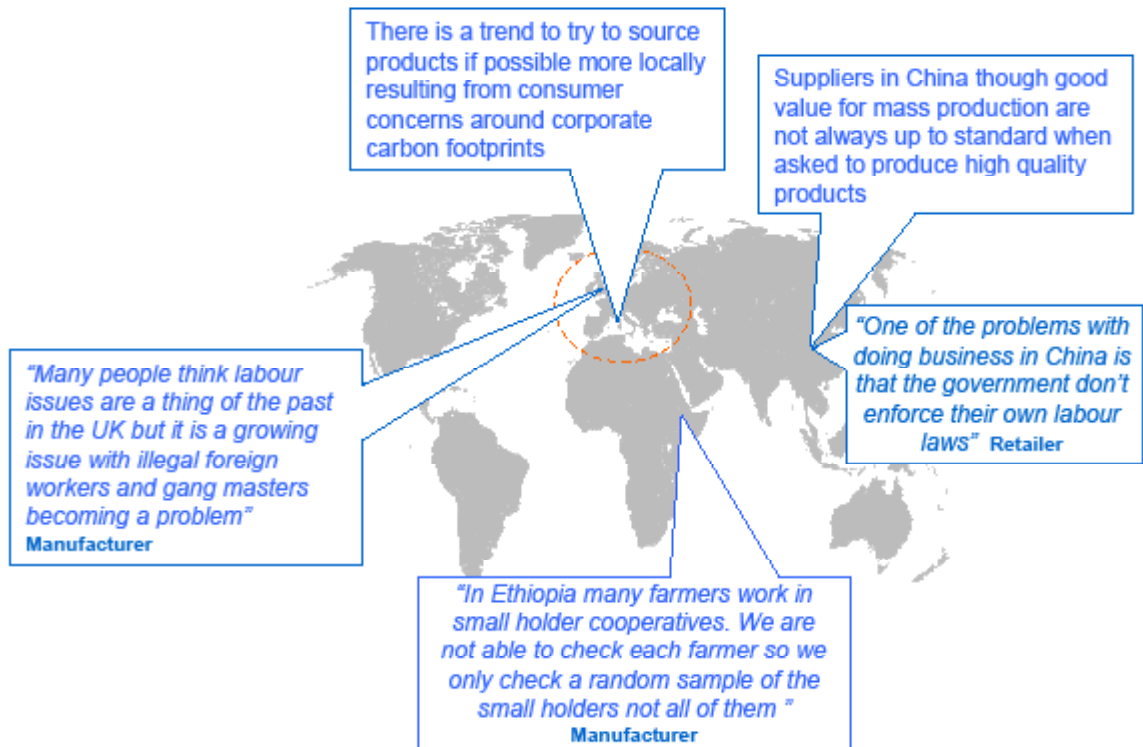 There is a trend to try to source
products if possible more locally
resulting from consumer
concerns around corporate
carbon footprints
Suppliers in China though good
value for mass production are
not always up to standard when
asked to produce high quality
products
“One of the problems with
doing business in China is
that the government don’t
enforce their own labour
laws” Retailer
“Many people think labour
issues are a thing of the past
in the UK but it is a growing
issue with illegal foreign
workers and gang masters
becoming a problem”
Manufacturer
“In Ethiopia many farmers work in
small holder cooperatives. We are
not able to check each farmer so we
only check a random sample of the
small holders not all of them ”
Manufacturer